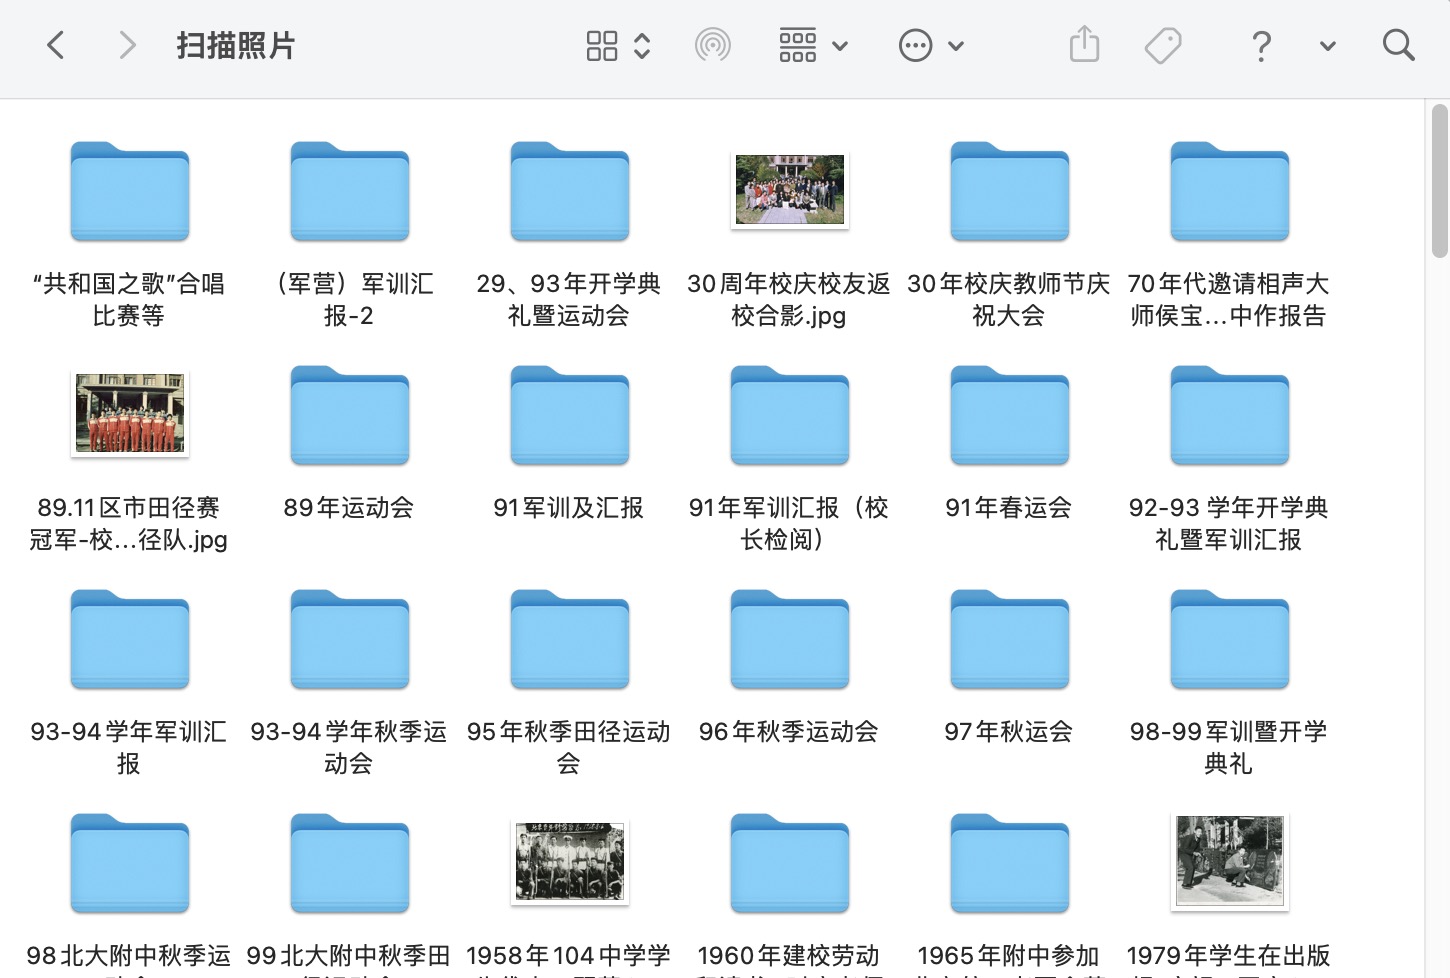 扫描照片
“共和国之歌”合唱
比赛等
（军营）军训汇
报-2
29、93年开学典
礼暨运动会
30周年校庆校友返
校合影.jpg
30年校庆教师节庆
祝大会
70年代邀请相声大
师侯宝...中作报告
89.11区市田径赛
冠军-校...径队.jpg
89年运动会
91军训及汇报
91年军训汇报（校
长检阅）
91年春运会
92-93 学年开学典
礼暨军训汇报
93-94学年军训汇
报
93-94学年秋季运
动会
95年秋季田径运动
会
96年秋季运动会
97年秋运会
98-99军训暨开学
典礼
98北大附中秋季运
99北大附中秋季田
1958年104中学学
1960年建校劳动
1965年附中参加
1979年学生在出版